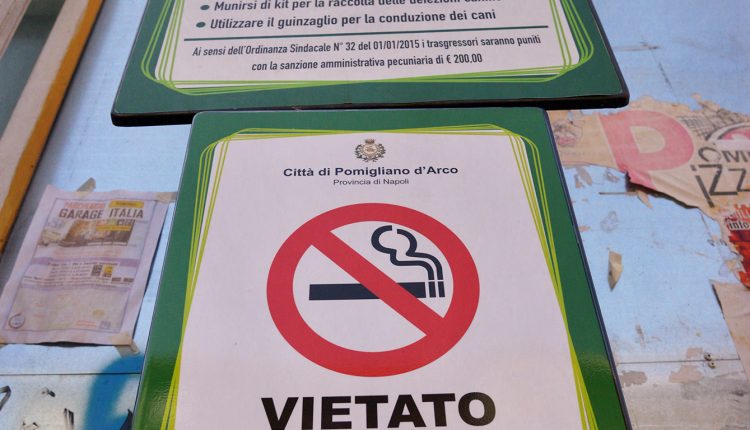 ● Munirsi di kit per la raccolta delle deiezioni
● Utilizzare il guinzaglio per la conduzione dei cani
Ai sensi dell'Ordinanza Sindacale N° 32 del 01/01/2015 i trasgressori saranno puniti
con la sanzione amministrativa pecuniaria di € 200,00
Città di Pomigliano d'Arco
Provincia di Napoli
VIETATO
GARAGE ITALIA
P